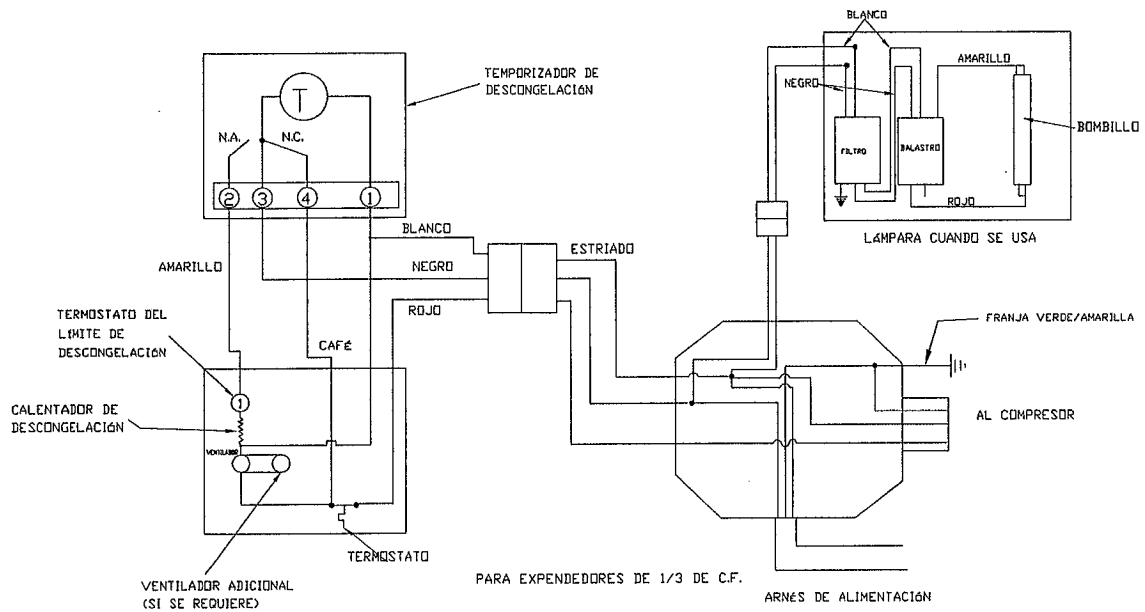 BLANCO
TEMPORIZADOR DE
DESCONGELACIÓN
T
N.A.
N.C.
2
3
4
1
AMARILLO
NEGRO
FILTRO
BALASTRO
BOMBILLO
ROJO
LÁMPARA CUANDO SE USA
BLANCO
ESTRIADO
AMARILLO
NEGRO
ROJO
TERMOSTATO DEL
LÍMITE DE
DESCONGELACIÓN
CAFÉ
FRANJA VERDE/AMARILLA
1
CALENTADOR DE
DESCONGELACIÓN
AL COMPRESOR
VENTILADOR
TERMOSTATO
VENTILADOR ADICIONAL
(SI SE REQUIERE)
PARA EXPENDEDORES DE 1/3 DE C.F.
ARNÉS DE ALIMENTACIÓN